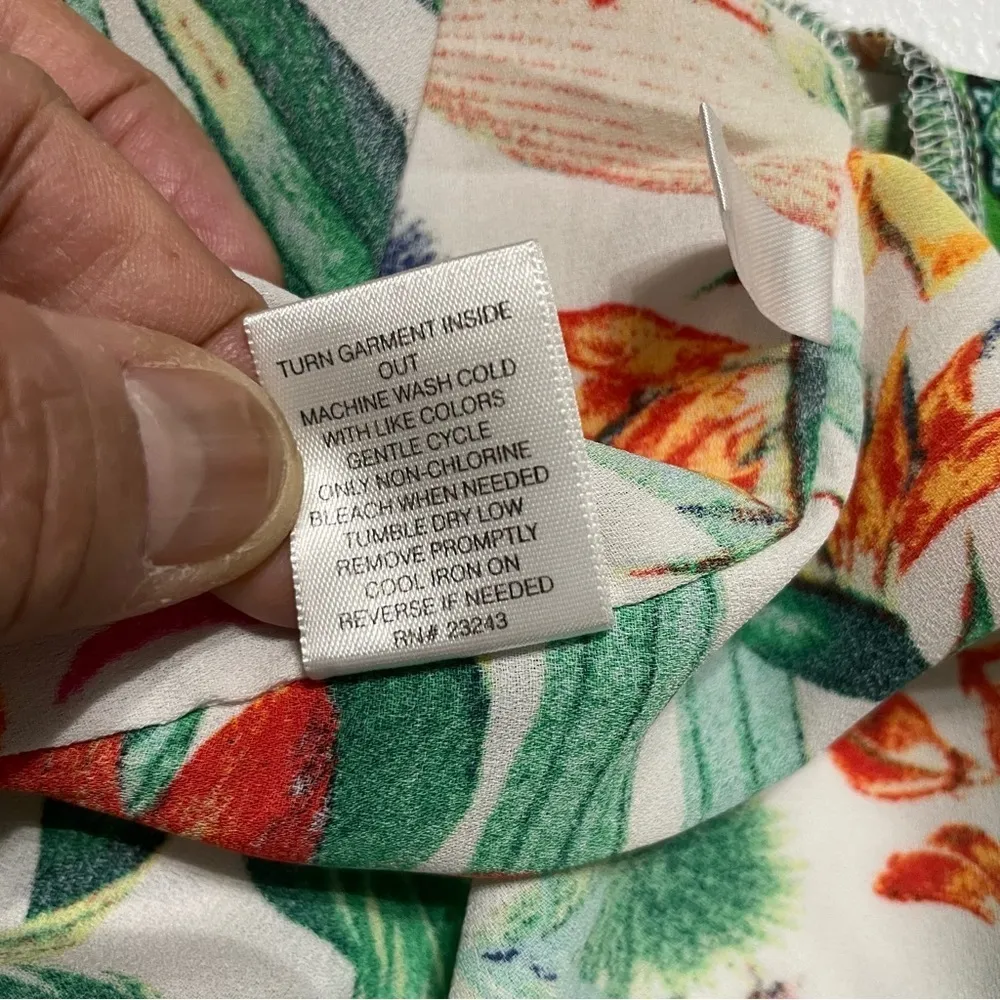 TURN GARMENT INSIDE
OUT
MACHINE WASH COLD
WITH LIKE COLORS
GENTLE CYCLE
ONLY NON-CHLORINE
BLEACH WHEN NEEDED
TUMBLE DRY LOW
REMOVE PROMPTLY
COOL IRON ON
REVERSE IF NEEDED
RN# 23243